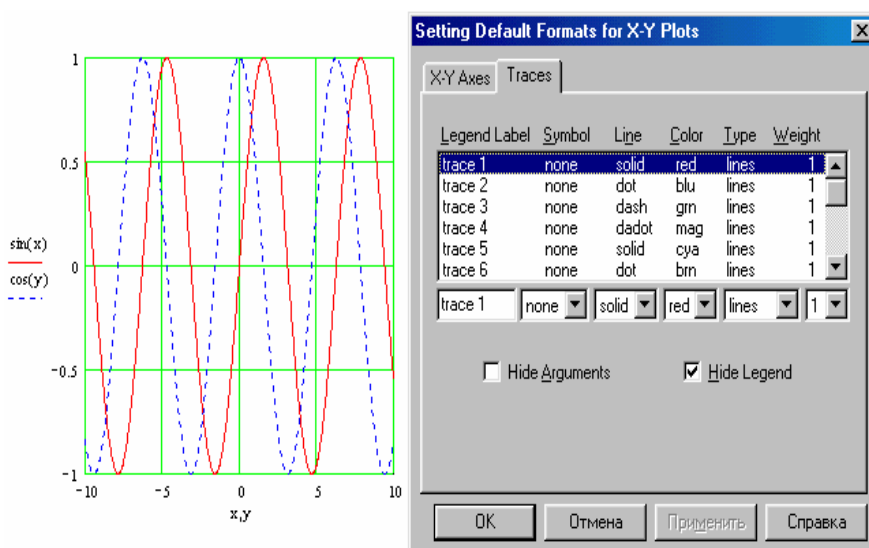 1
0.5
sin(x)
0
cos(y)
-0.5
-1
-10 -5 0 5 10
x,y
Setting Default Formats for X-Y Plots
X-Y Axes Traces
Legend Label Symbol Line Color Type Weight
trace 1 none solid red lines 1
trace 2 none dot blu lines 1
trace 3 none dash grn lines 1
trace 4 none dadot mag lines 1
trace 5 none solid cya lines 1
trace 6 none dot brn lines 1
trace 1 none solid red lines 1
Hide Arguments Hide Legend
OK Отмена Применить Справка